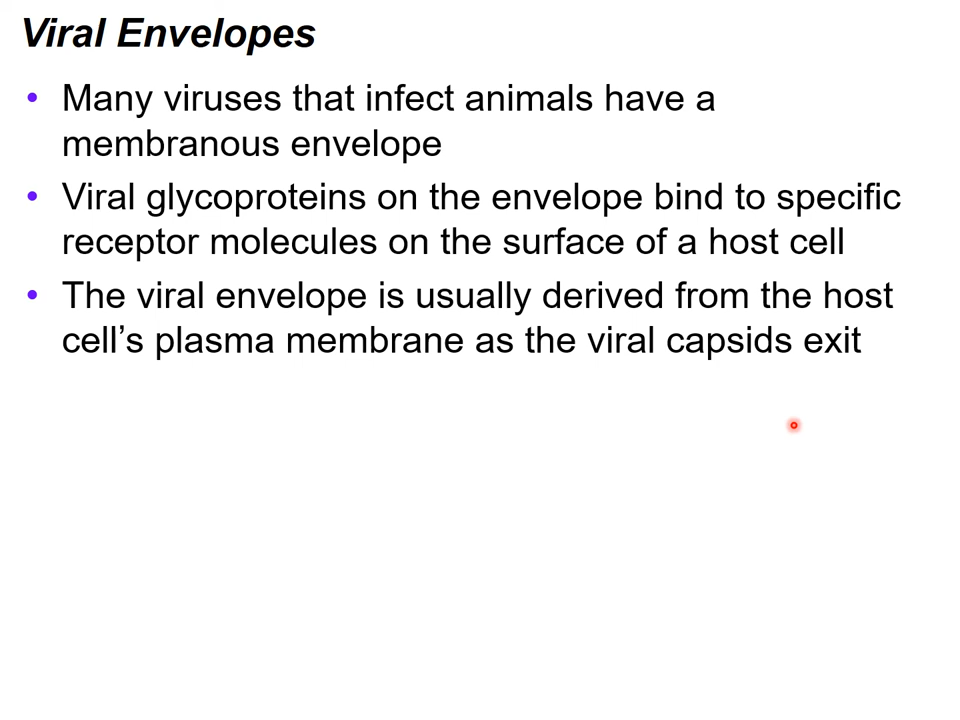 Viral Envelopes
• Many viruses that infect animals have a
membranous envelope
• Viral glycoproteins on the envelope bind to specific
receptor molecules on the surface of a host cell
• The viral envelope is usually derived from the host
cell’s plasma membrane as the viral capsids exit